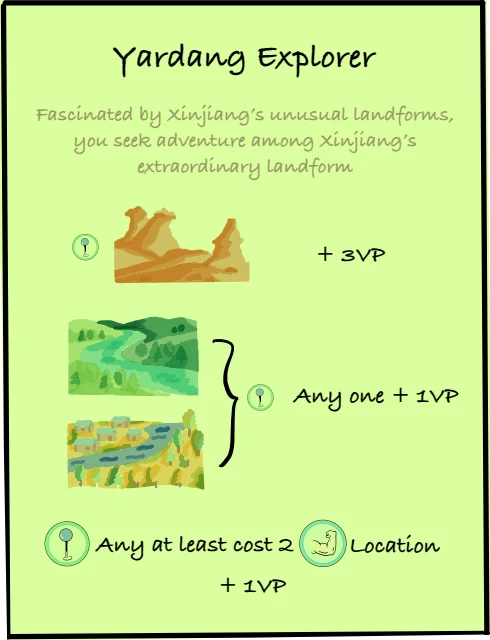 Yardang Explorer
Fascinated by Xinjiang's unusual landforms,
you seek adventure among Xinjiang's
extraordinary landform
+ 3VP
Any one + 1VP
Any at least cost 2 Location
+ 1VP